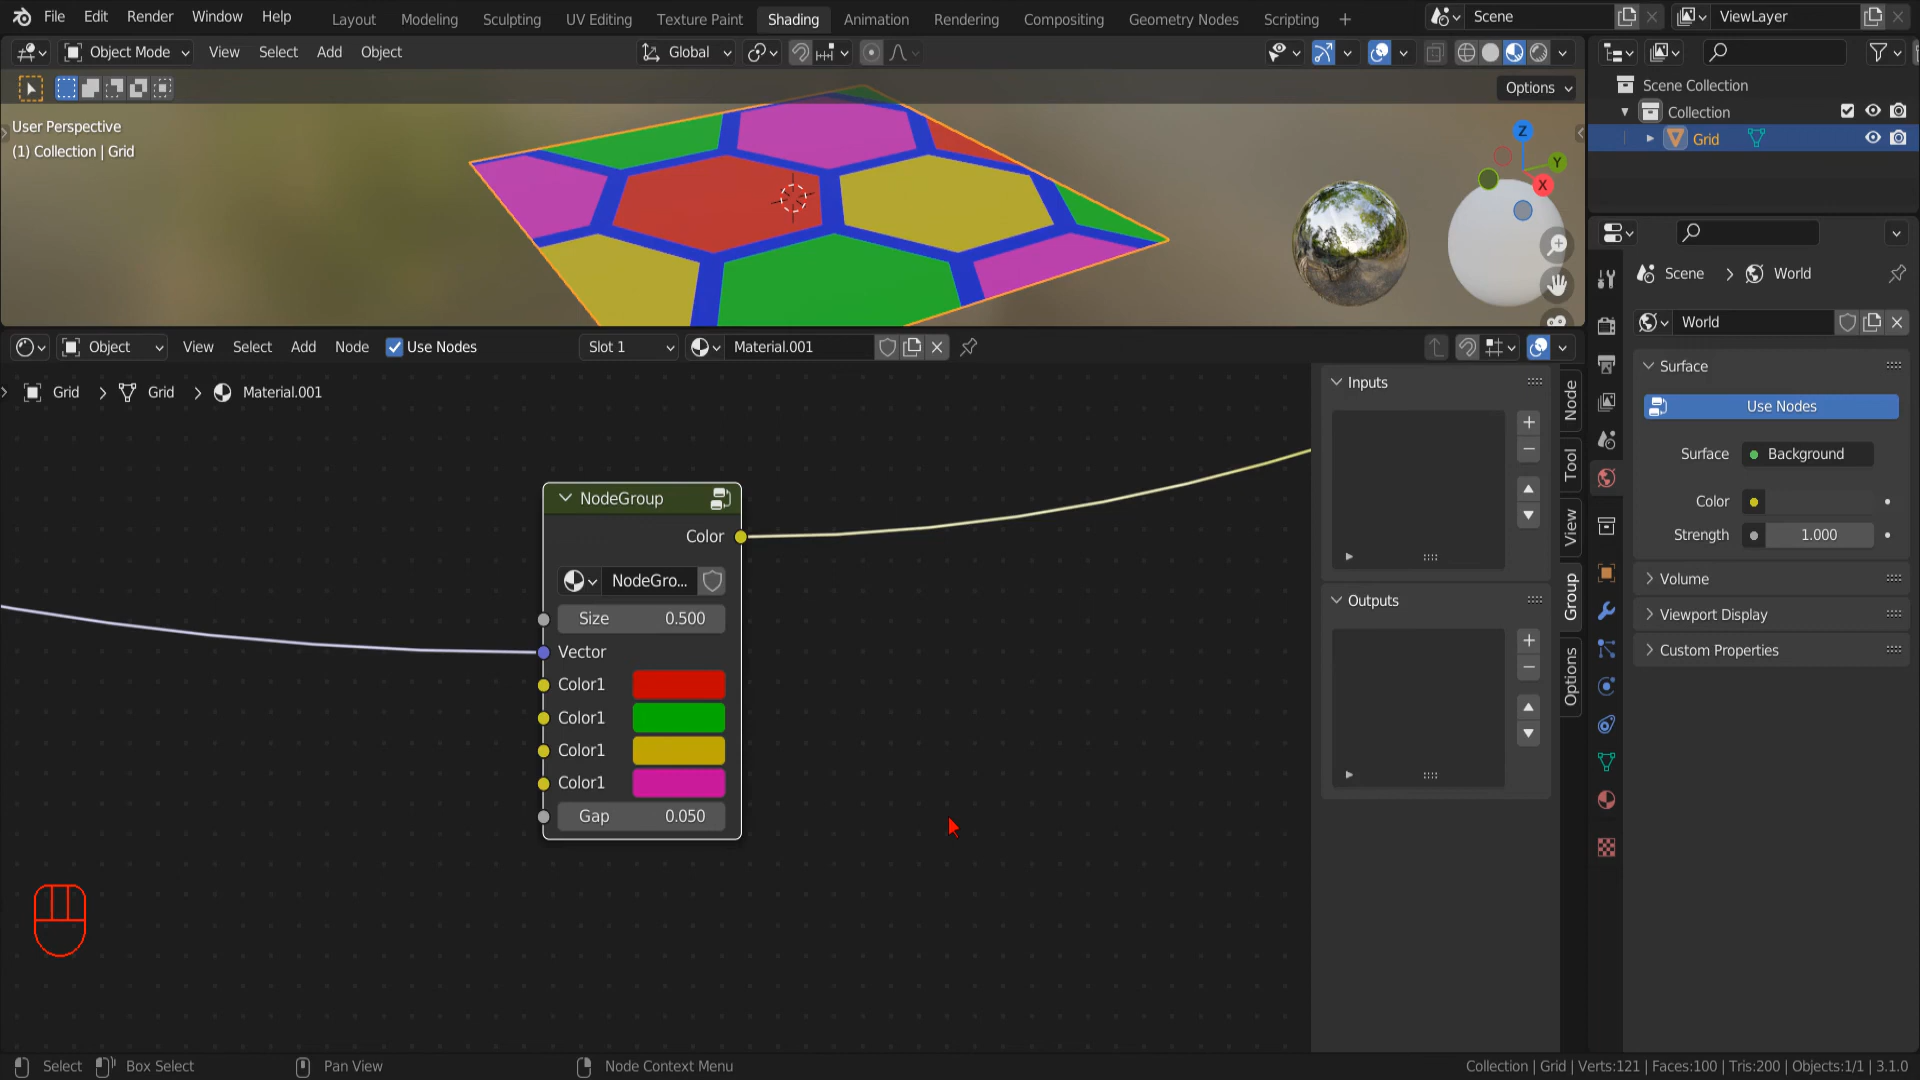 File Edit Render Window Help Layout Modeling Sculpting UV Editing Texture Paint Shading Animation Rendering Compositing Geometry Nodes Scripting + Scene ViewLayer
Object Mode View Select Add Object Global
Options
User Perspective
(1) Collection | Grid
Z
Y
X
Scene Collection
Collection
Grid
Scene > World
World
Object View Select Add Node Use Nodes Slot 1 Material.001
Grid > Grid > Material.001
Surface
Use Nodes
Surface Background
Color
Strength 1.000
Volume
Viewport Display
Custom Properties
Inputs
Outputs
Node
Tool
View
Group
Options
NodeGroup
Color
NodeGro...
Size 0.500
Vector
Color1
Color1
Color1
Color1
Gap 0.050
Select Box Select Pan View Node Context Menu Collection | Grid | Verts:121 | Faces:100 | Tris:200 | Objects:1/1 | 3.1.0